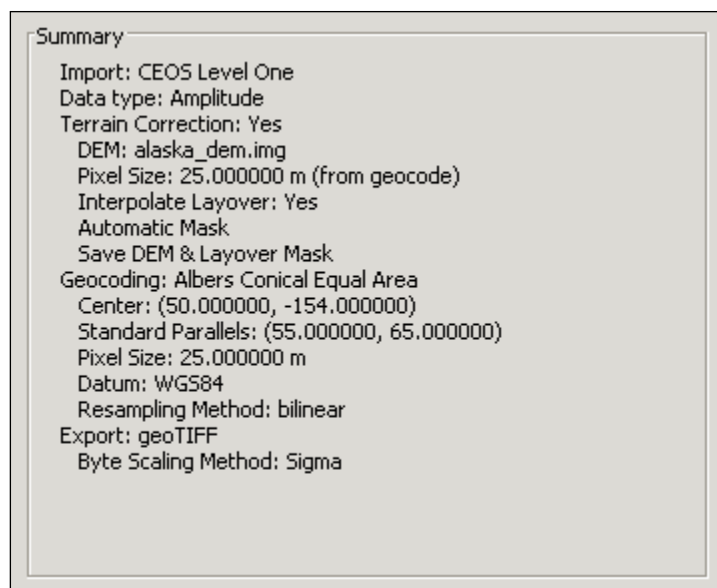 Summary
Import: CEOS Level One
Data type: Amplitude
Terrain Correction: Yes
DEM: alaska_dem.img
Pixel Size: 25.000000 m (from geocode)
Interpolate Layover: Yes
Automatic Mask
Save DEM & Layover Mask
Geocoding: Albers Conical Equal Area
Center: (50.000000, -154.000000)
Standard Parallels: (55.000000, 65.000000)
Pixel Size: 25.000000 m
Datum: WGS84
Resampling Method: bilinear
Export: geoTIFF
Byte Scaling Method: Sigma